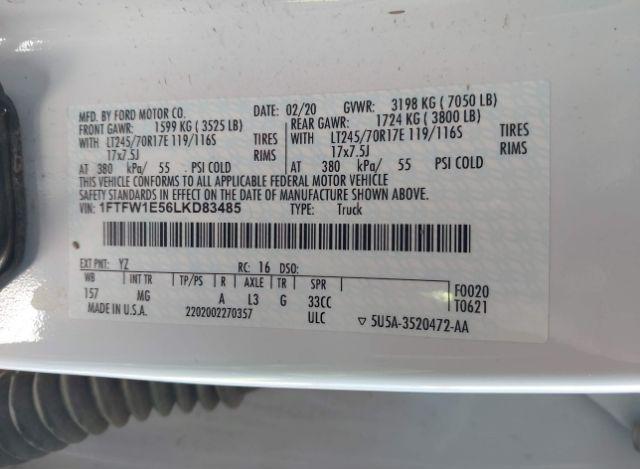 MFD. BY FORD MOTOR CO. DATE: 02/20 GVWR: 3198 KG ( 7050 LB)
FRONT GAWR: 1599 KG ( 3525 LB) REAR GAWR: 1724 KG ( 3800 LB)
WITH LT245/70R17E 119/116S TIRES WITH LT245/70R17E 119/116S TIRES
17x7.5J RIMS 17x7.5J RIMS
AT 380 kPa/ 55 PSI COLD AT 380 kPa/ 55 PSI COLD
THIS VEHICLE CONFORMS TO ALL APPLICABLE FEDERAL MOTOR VEHICLE
SAFETY STANDARDS IN EFFECT ON THE DATE OF MANUFACTURE SHOWN ABOVE.
VIN: 1FTFW1E56LKD83485 TYPE: Truck
EXT PNT: YZ RC: 16 DSO:
WB INT TR TP/PS R AXLE TR SPR F0020
157 MG A L3 G 33CC T0621
MADE IN U.S.A. 2202002270357 ULC ▽ 5U5A-3520472-AA